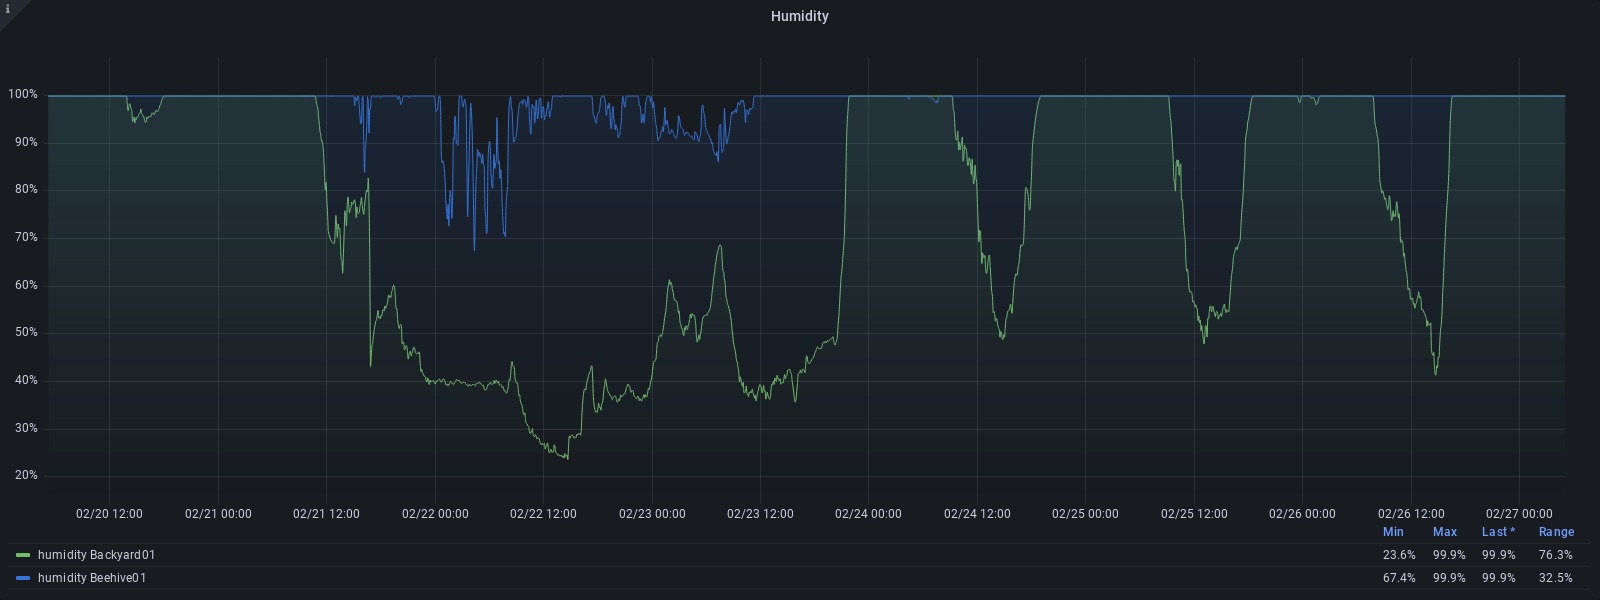 i
Humidity
100%
90%
80%
70%
60%
50%
40%
30%
20%
02/20 12:00 02/21 00:00 02/21 12:00 02/22 00:00 02/22 12:00 02/23 00:00 02/23 12:00 02/24 00:00 02/24 12:00 02/25 00:00 02/25 12:00 02/26 00:00 02/26 12:00 02/27 00:00
Min Max Last * Range
humidity Backyard01 23.6% 99.9% 99.9% 76.3%
humidity Beehive01 67.4% 99.9% 99.9% 32.5%